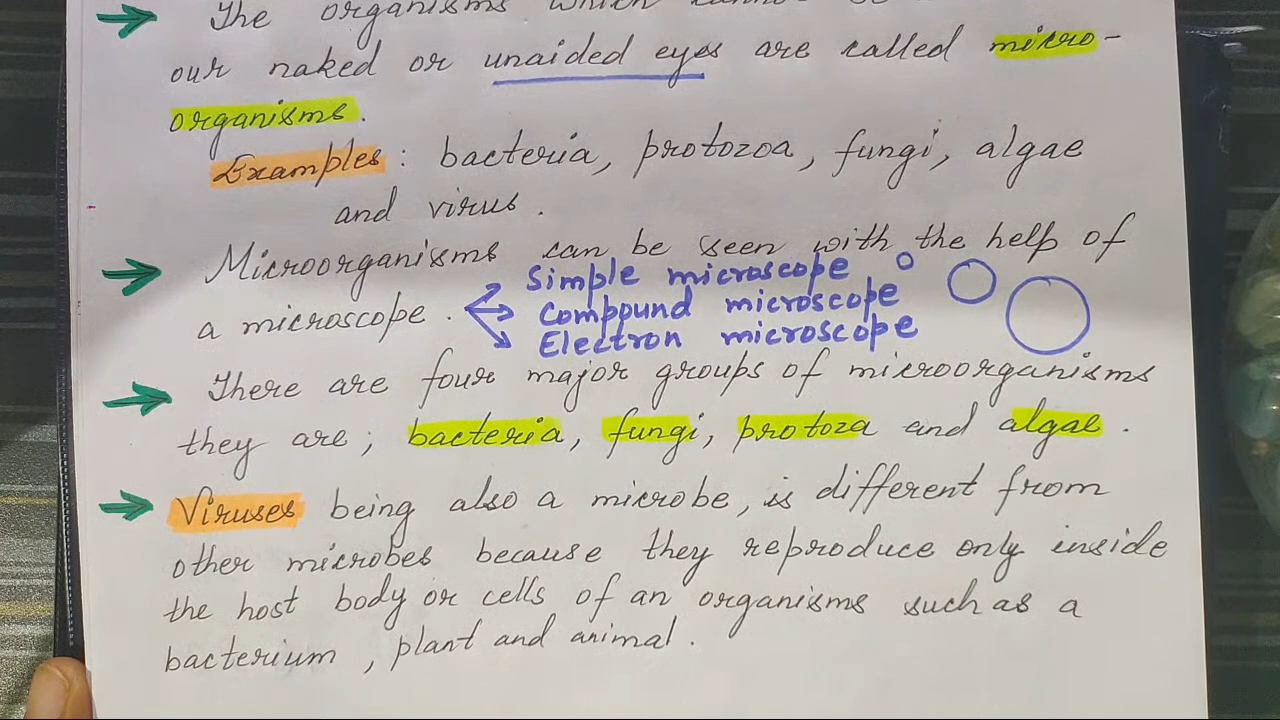 The organisms which
our naked or unaided eyes are called micro-
organisms.
Examples : bacteria, protozoa, fungi, algae
and virus.
Microorganisms can be seen with the help of
a microscope.
Simple microscope
Compound microscope
Electron microscope
There are four major groups of microorganisms
they are; bacteria, fungi, protoza and algae.
Viruses being also a microbe, is different from
other microbes because they reproduce only inside
the host body or cells of an organisms such as a
bacterium, plant and animal.